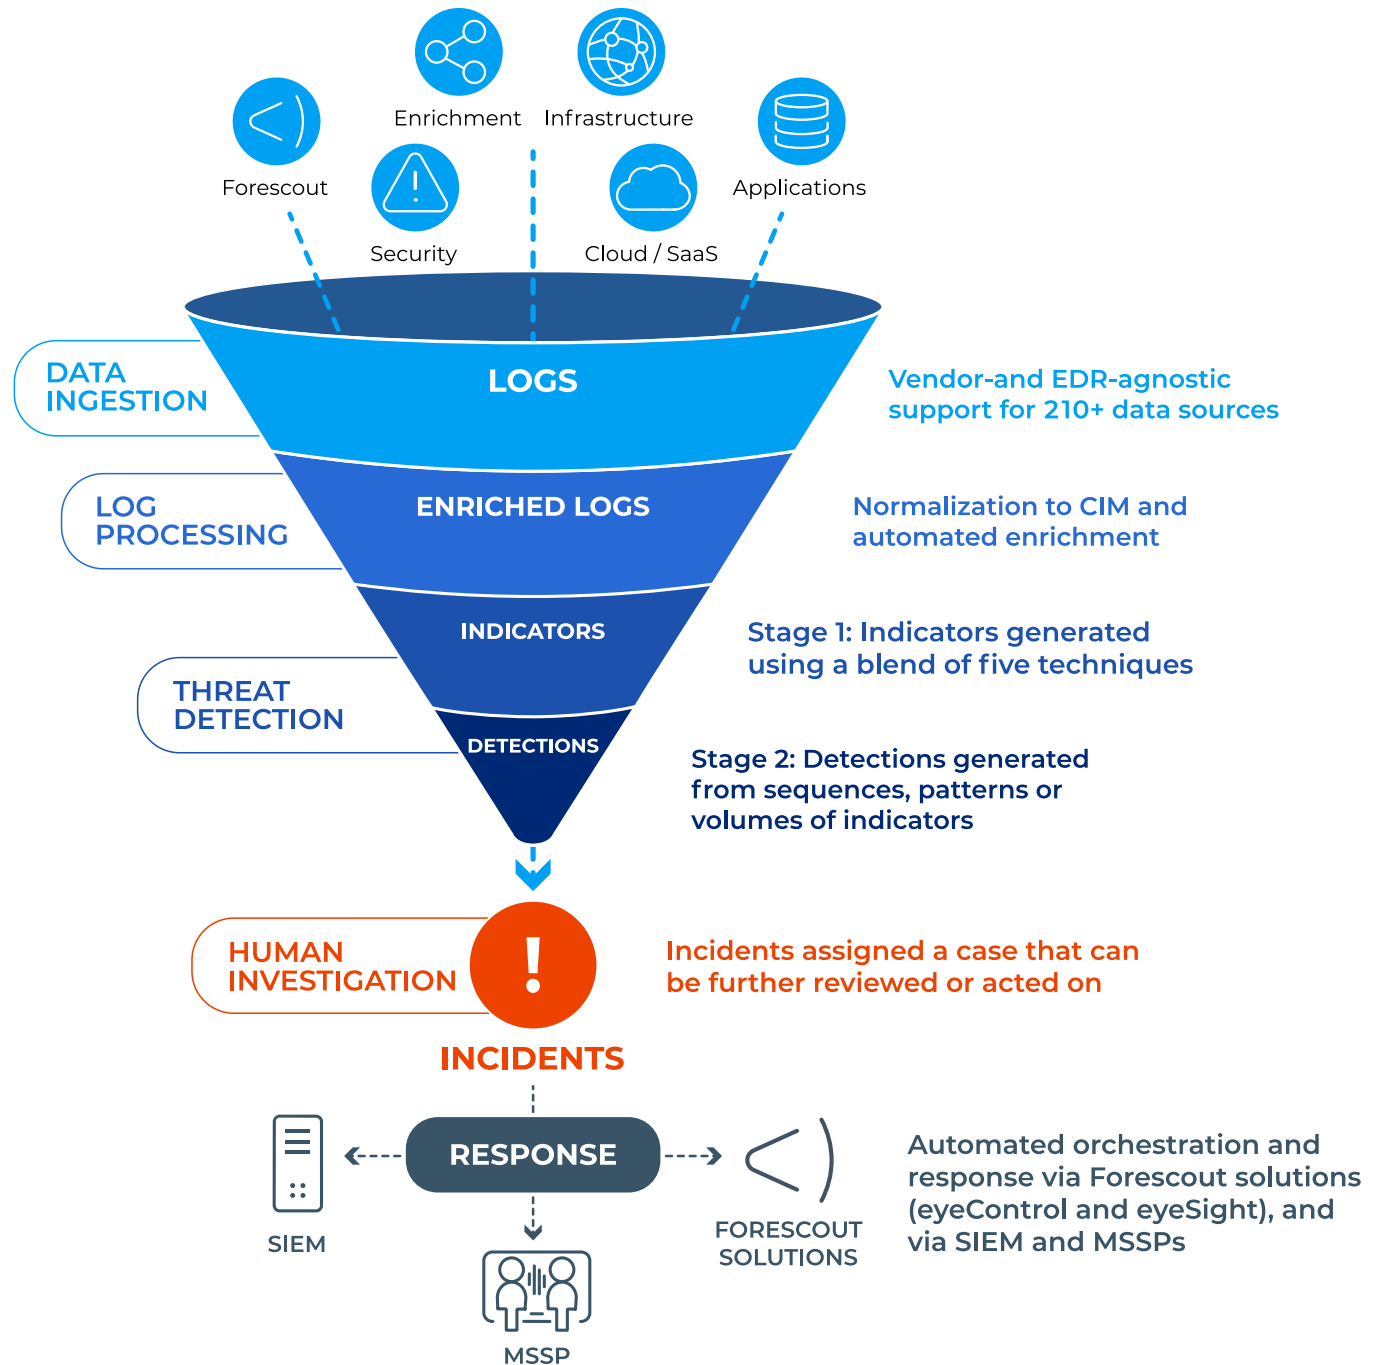 Enrichment
Infrastructure
Forescout
Applications
Security
Cloud / SaaS
DATA
INGESTION
LOGS
Vendor-and EDR-agnostic
support for 210+ data sources
LOG
PROCESSING
ENRICHED LOGS
Normalization to CIM and
automated enrichment
INDICATORS
Stage 1: Indicators generated
using a blend of five techniques
THREAT
DETECTION
DETECTIONS
Stage 2: Detections generated
from sequences, patterns or
volumes of indicators
HUMAN
INVESTIGATION
!
Incidents assigned a case that can
be further reviewed or acted on
INCIDENTS
RESPONSE
SIEM
MSSP
FORESCOUT
SOLUTIONS
Automated orchestration and
response via Forescout solutions
(eyeControl and eyeSight), and
via SIEM and MSSPs